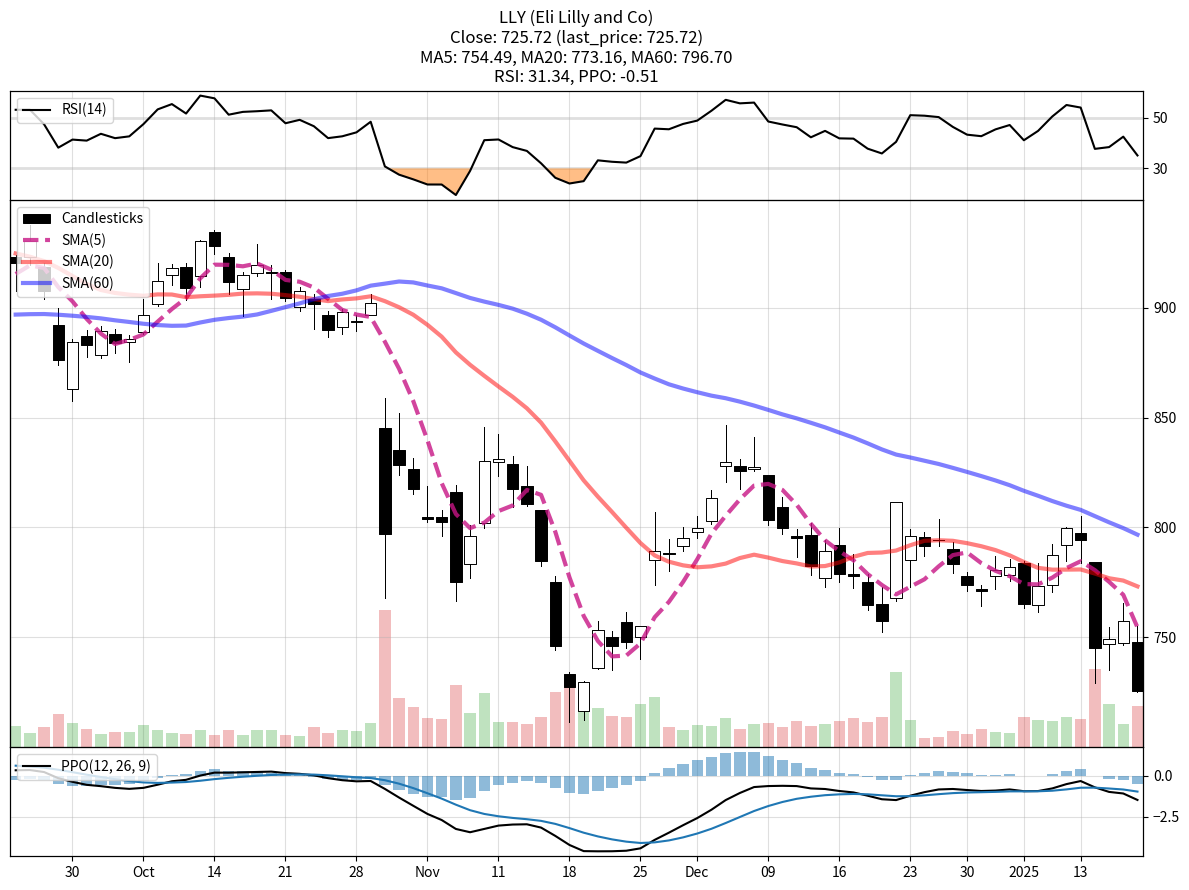 LLY (Eli Lilly and Co)
Close: 725.72 (last_price: 725.72)
MA5: 754.49, MA20: 773.16, MA60: 796.70
RSI: 31.34, PPO: -0.51
RSI(14)
50
30
Candlesticks
SMA(5)
SMA(20)
SMA(60)
900
850
800
750
PPO(12, 26, 9)
0.0
−2.5
30 Oct 14 21 28 Nov 11 18 25 Dec 09 16 23 30 2025 13